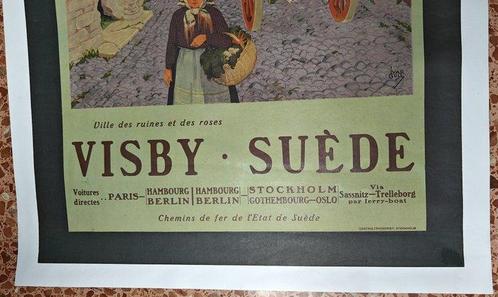 Ville des ruines et des roses
VISBY · SUÈDE
Voitures directes .. PARIS— HAMBOURG BERLIN | HAMBOURG BERLIN — STOCKHOLM GOTHEMBOURG—OSLO Via Sassnitz—Trelleborg par ferry-boat
Chemins de fer de l'Etat de Suède